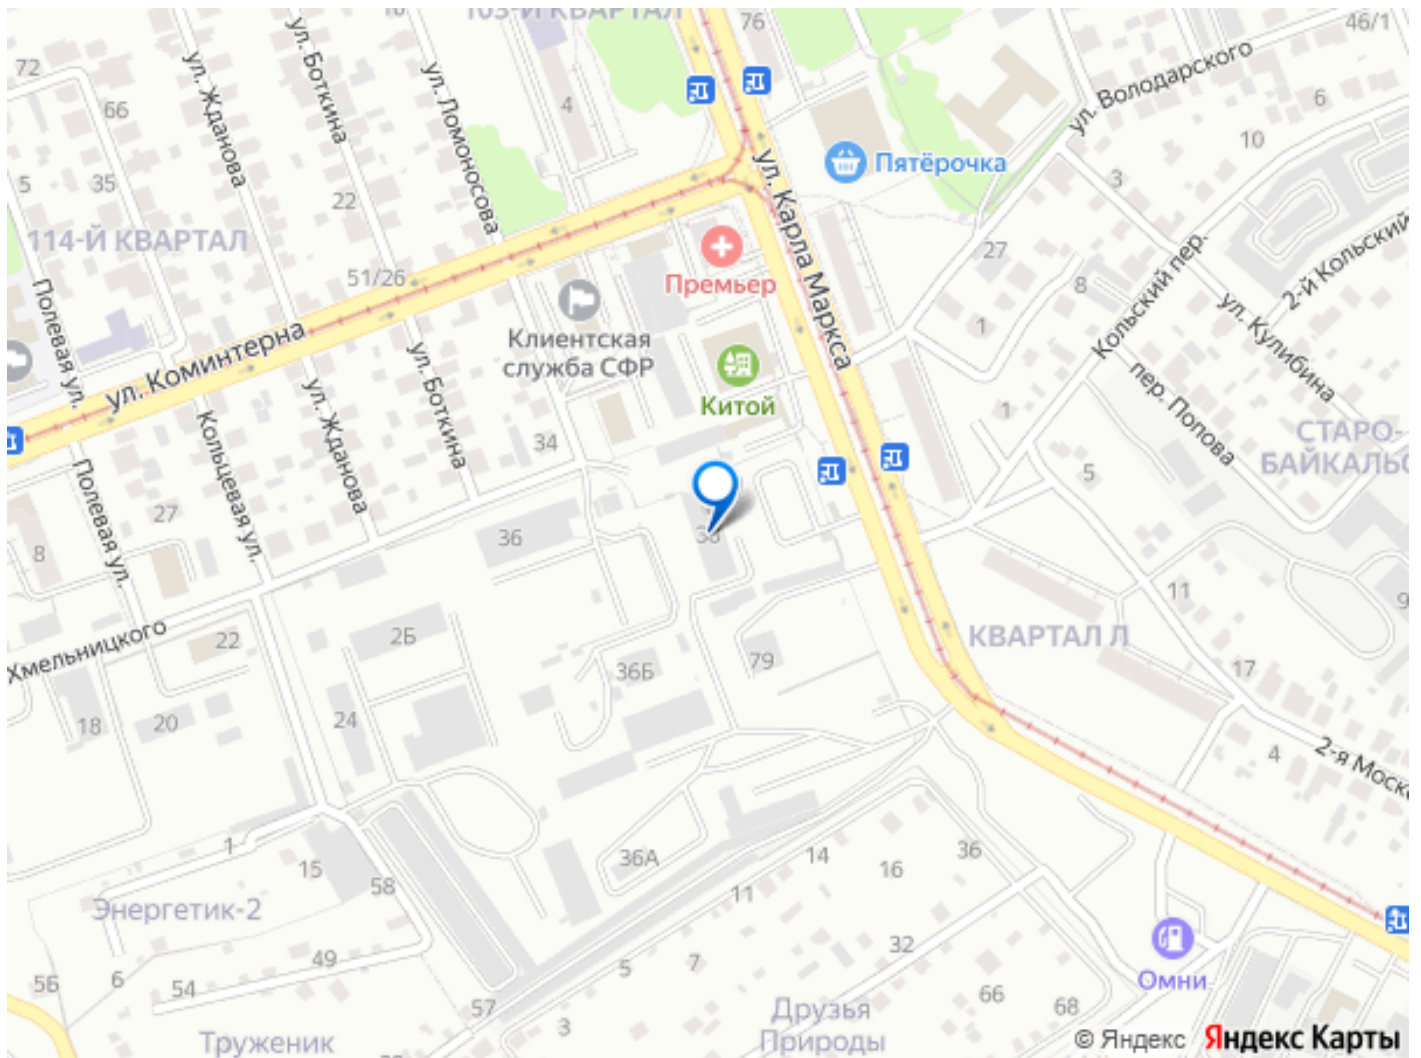 103-Й КВАРТАЛ
16
76
46/1
72
ул. Жданова
ул. Боткина
ул. Ломоносова
4
ул. Володарского
6
66
10
5
35
Пятёрочка
3
22
ул. Карла Маркса
114-Й КВАРТАЛ
27
51/26
Премьер
8
Кольский пер.
2-й Кольский
Полевая ул.
ул. Коминтерна
Клиентская
служба СФР
1
ул. Кулибина
Китой
пер. Попова
ул. Жданова
ул. Боткина
Кольцевая ул.
34
1
СТАРО-
БАЙКАЛЬС
5
Полевая ул.
27
8
36
38
11
9
Хмельницкого
22
2Б
КВАРТАЛ Л
79
36Б
17
18
20
24
4
2-я Моска
1
15
58
36А
14
16
36
11
Энергетик-2
49
5Б
6
54
57
5
7
32
Омни
66
68
3
Друзья
Природы
Труженик
© Яндекс Яндекс Карты